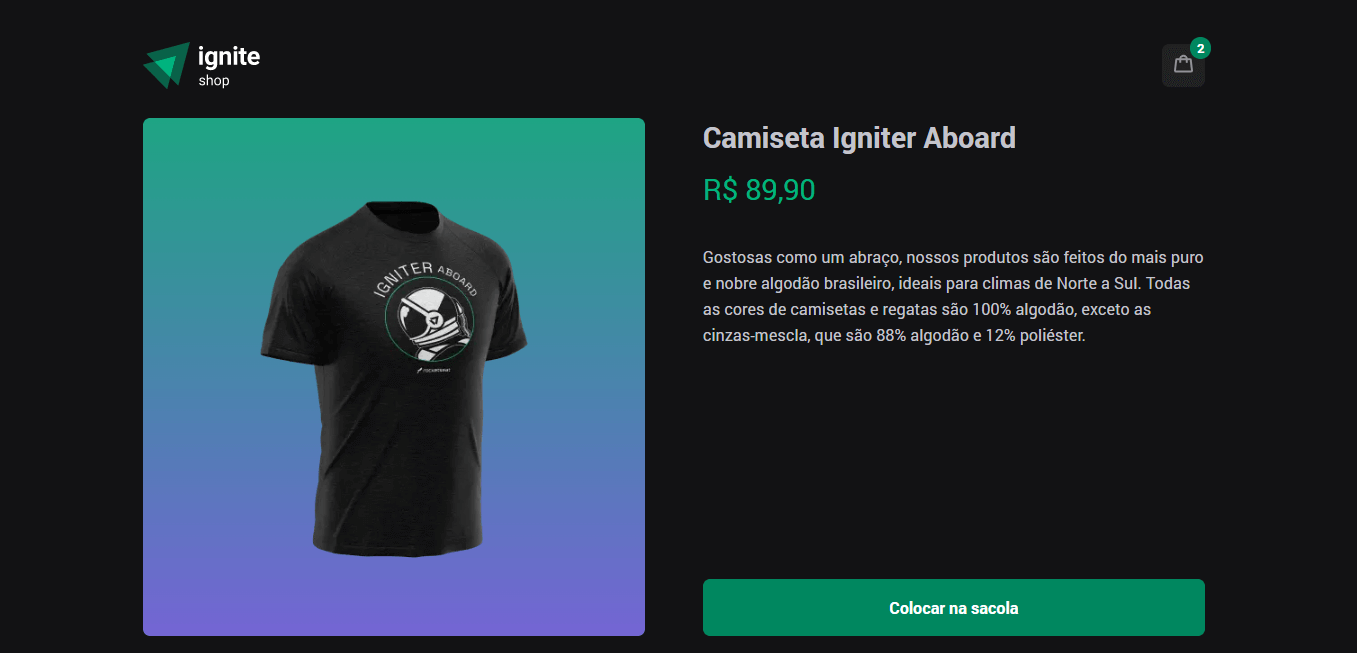 ignite
shop
2
Camiseta Igniter Aboard
R$ 89,90
IGNITER ABOARD
Gostosas como um abraço, nossos produtos são feitos do mais puro
e nobre algodão brasileiro, ideais para climas de Norte a Sul. Todas
as cores de camisetas e regatas são 100% algodão, exceto as
cinzas-mescla, que são 88% algodão e 12% poliéster.
Colocar na sacola